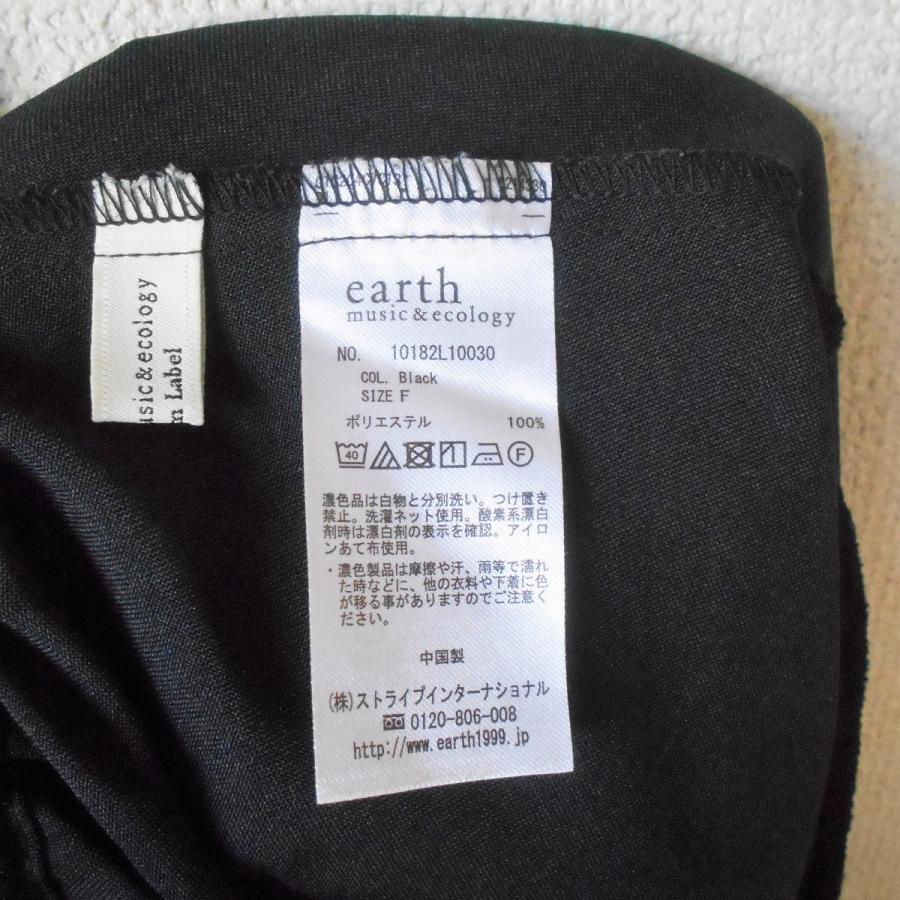 usic&ecology
Label
earth
music&ecology
NO. 10182L10030
COL. Black
SIZE F
ポリエステル 100%
40 F
濃色品は白物と分別洗い。つけ置き
禁止。洗濯ネット使用。酸素系漂白
剤時は漂白剤の表示を確認。アイロ
ンあて布使用。
・濃色製品は摩擦や汗、雨等で濡れ
た時などに、他の衣料や下着に色
が移る事がありますのでご注意く
ださい。
中国製
(株)ストライプインターナショナル
0120-806-008
http://www.earth1999.jp